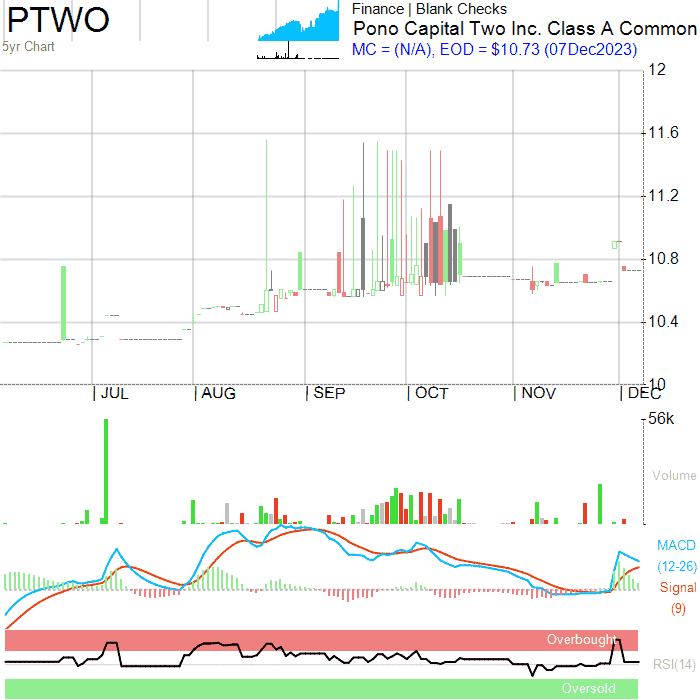 PTWO
5yr Chart
Finance | Blank Checks
Pono Capital Two Inc. Class A Common
MC = (N/A), EOD = $10.73 (07Dec2023)
12
11.6
11.2
10.8
10.4
10
| JUL | AUG | SEP | OCT | NOV | DEC
56k
Volume
MACD
(12-26)
Signal
(9)
Overbought
RSI(14)
Oversold